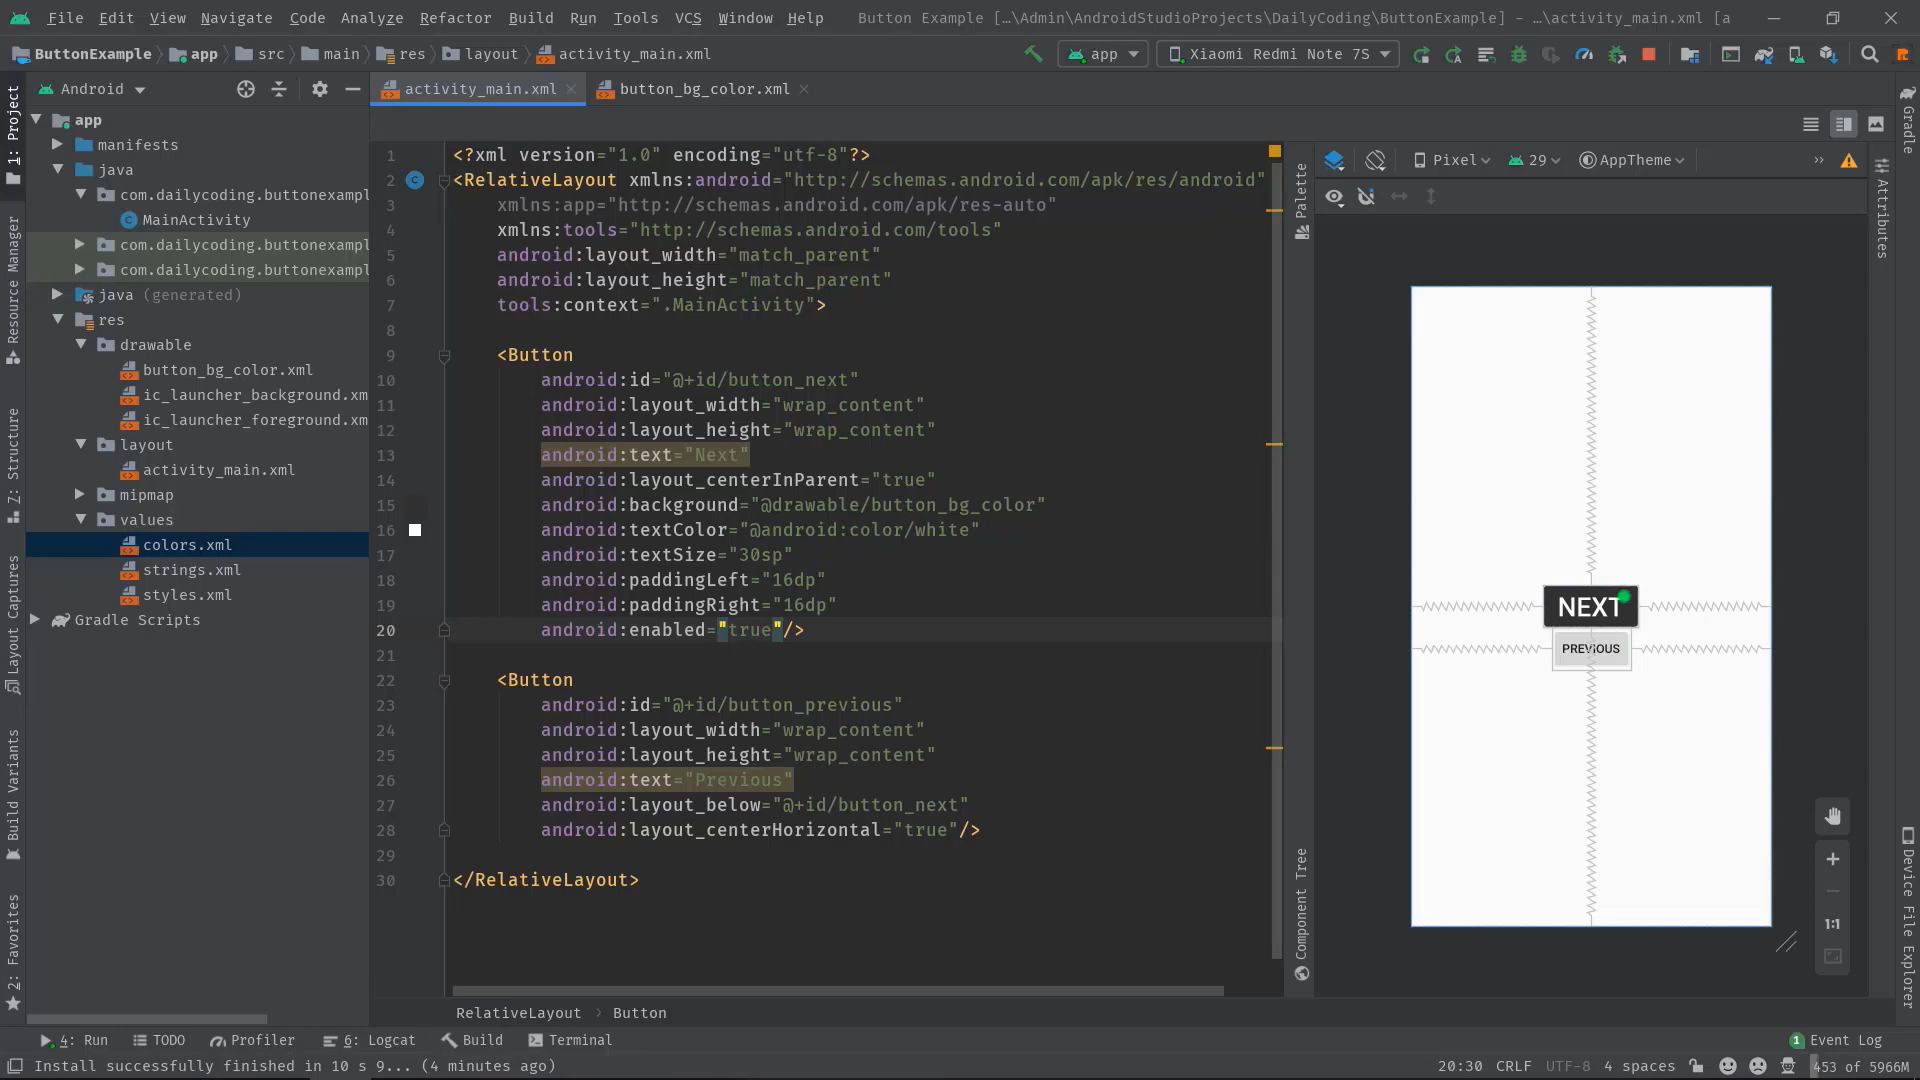 File Edit View Navigate Code Analyze Refactor Build Run Tools VCS Window Help Button Example [...\Admin\AndroidStudioProjects\DailyCoding\ButtonExample] - ...\activity_main.xml [a
ButtonExample app src main res layout activity_main.xml app Xiaomi Redmi Note 7S
Android
activity_main.xml button_bg_color.xml
1: Project
Resource Manager
Z: Structure
Layout Captures
Build Variants
2: Favorites
app
manifests
java
com.dailycoding.buttonexampl
MainActivity
com.dailycoding.buttonexampl
com.dailycoding.buttonexampl
java (generated)
res
drawable
button_bg_color.xml
ic_launcher_background.xm
ic_launcher_foreground.xm
layout
activity_main.xml
mipmap
values
colors.xml
strings.xml
styles.xml
Gradle Scripts
1 <?xml version="1.0" encoding="utf-8"?>
2 <RelativeLayout xmlns:android="http://schemas.android.com/apk/res/android"
3 xmlns:app="http://schemas.android.com/apk/res-auto"
4 xmlns:tools="http://schemas.android.com/tools"
5 android:layout_width="match_parent"
6 android:layout_height="match_parent"
7 tools:context=".MainActivity">
8
9 <Button
10 android:id="@+id/button_next"
11 android:layout_width="wrap_content"
12 android:layout_height="wrap_content"
13 android:text="Next"
14 android:layout_centerInParent="true"
15 android:background="@drawable/button_bg_color"
16 android:textColor="@android:color/white"
17 android:textSize="30sp"
18 android:paddingLeft="16dp"
19 android:paddingRight="16dp"
20 android:enabled="true"/>
21
22 <Button
23 android:id="@+id/button_previous"
24 android:layout_width="wrap_content"
25 android:layout_height="wrap_content"
26 android:text="Previous"
27 android:layout_below="@+id/button_next"
28 android:layout_centerHorizontal="true"/>
29
30 </RelativeLayout>
RelativeLayout › Button
Palette
Component Tree
Pixel 29 AppTheme »
NEXT
PREVIOUS
1:1
Gradle
Attributes
Device File Explorer
4: Run TODO Profiler 6: Logcat Build Terminal 1 Event Log
Install successfully finished in 10 s 9... (4 minutes ago) 20:30 CRLF UTF-8 4 spaces 453 of 5966M